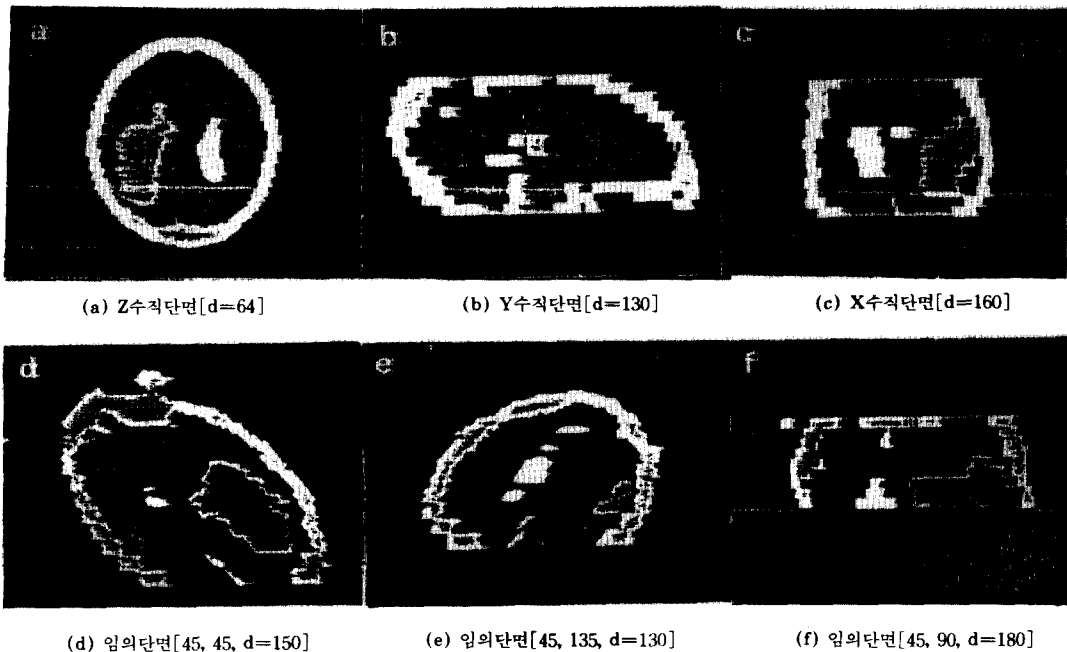 a
b
c
(a) Z수직단면[d=64]
(b) Y수직단면[d=130]
(c) X수직단면[d=160]
d
e
f
(d) 임의단면[45, 45, d=150]
(e) 임의단면[45, 135, d=130]
(f) 임의단면[45, 90, d=180]